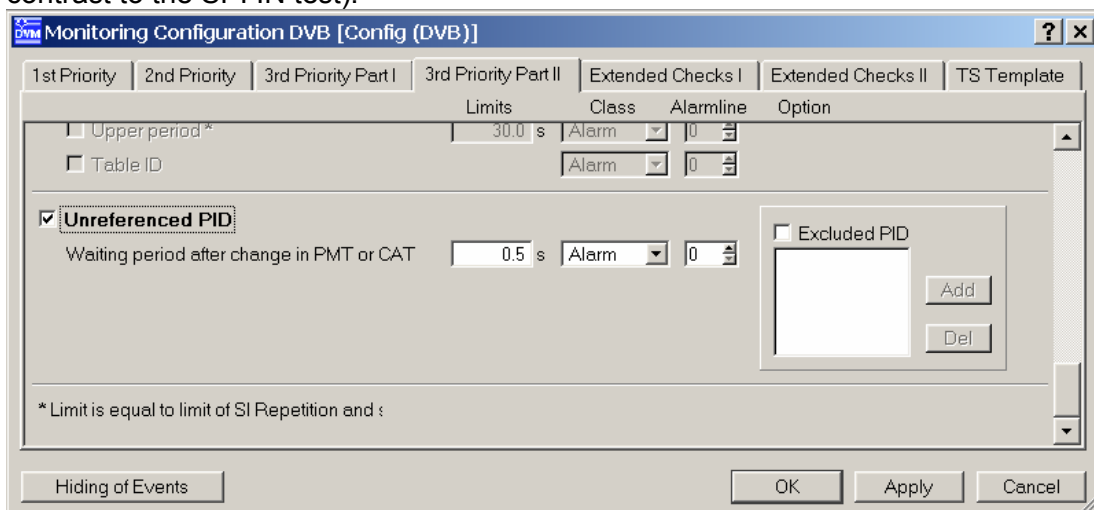 DVM Monitoring Configuration DVB [Config (DVB)] ? ×
1st Priority 2nd Priority 3rd Priority Part I 3rd Priority Part II Extended Checks I Extended Checks II TS Template
Limits Class Alarmline Option
Upper period * 30.0 s Alarm 0
Table ID Alarm 0
Unreferenced PID
Excluded PID
Waiting period after change in PMT or CAT 0.5 s Alarm 0
Add
Del
* Limit is equal to limit of SI Repetition and
Hiding of Events OK Apply Cancel